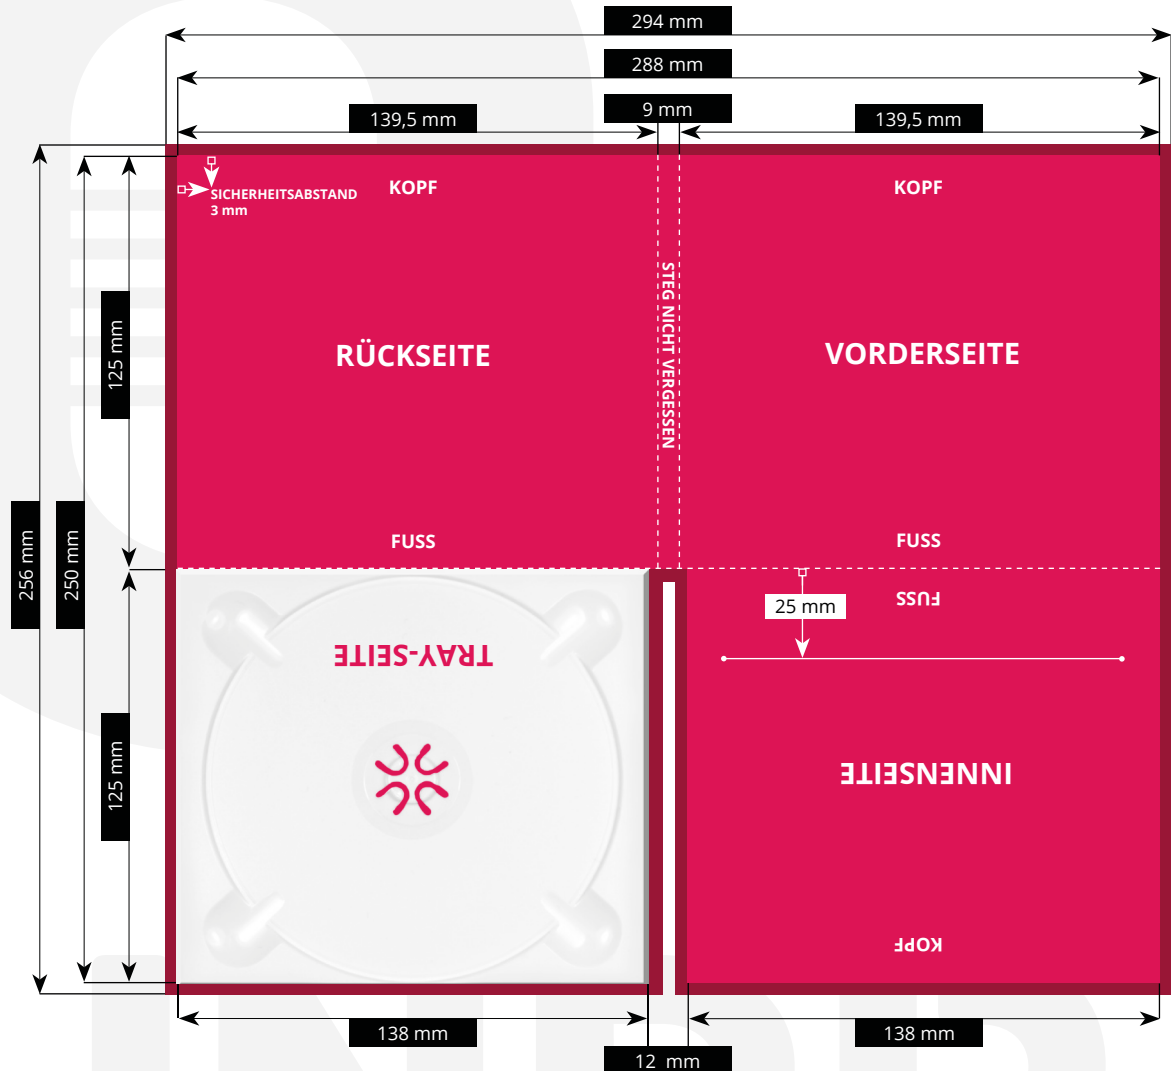 294 mm
288 mm
9 mm
139,5 mm
139,5 mm
SICHERHEITSABSTAND
3 mm
KOPF
KOPF
STEG NICHT VERGESSEN
125 mm
RÜCKSEITE
VORDERSEITE
FUSS
FUSS
256 mm
250 mm
FUSS
25 mm
TRAY-SEITE
125 mm
INNENSEITE
KOPF
138 mm
138 mm
12 mm